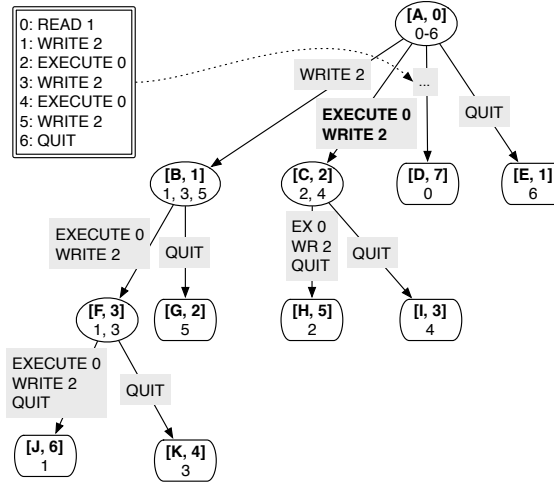 0: READ 1
1: WRITE 2
2: EXECUTE 0
3: WRITE 2
4: EXECUTE 0
5: WRITE 2
6: QUIT
[A, 0]
0-6
WRITE 2
...
EXECUTE 0
WRITE 2
QUIT
[B, 1]
1, 3, 5
[C, 2]
2, 4
[D, 7]
0
[E, 1]
6
EXECUTE 0
WRITE 2
QUIT
EX 0
WR 2
QUIT
QUIT
[F, 3]
1, 3
[G, 2]
5
[H, 5]
2
[I, 3]
4
EXECUTE 0
WRITE 2
QUIT
QUIT
[J, 6]
1
[K, 4]
3